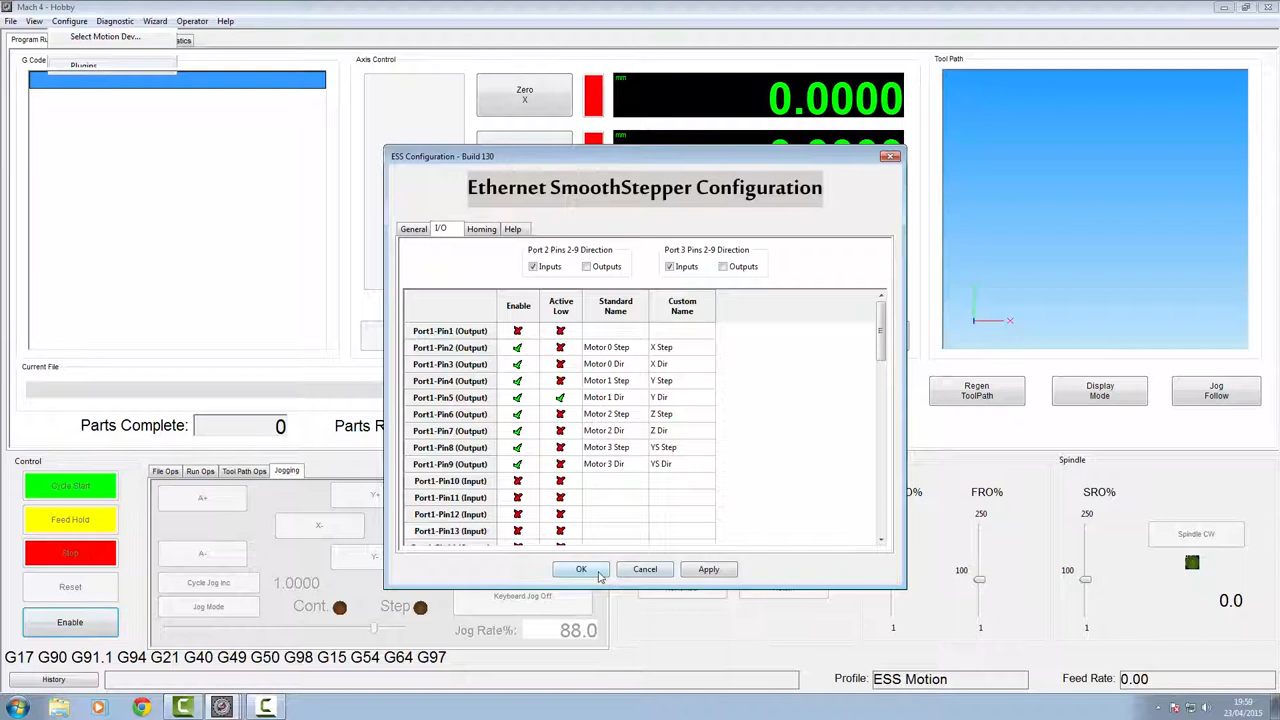 Mach 4 - Hobby
File View Configure Diagnostic Wizard Operator Help
Select Motion Dev...
Plugins
Program Ru
stics
G Code
Axis Control
Zero
X
mm
0.0000
mm
Tool Path
ESS Configuration - Build 130
Ethernet SmoothStepper Configuration
General I/O Homing Help
Port 2 Pins 2-9 Direction
Inputs Outputs
Port 3 Pins 2-9 Direction
Inputs Outputs
Enable
Active
Low
Standard
Name
Custom
Name
Port1-Pin1 (Output)
Port1-Pin2 (Output) Motor 0 Step X Step
Port1-Pin3 (Output) Motor 0 Dir X Dir
Port1-Pin4 (Output) Motor 1 Step Y Step
Port1-Pin5 (Output) Motor 1 Dir Y Dir
Port1-Pin6 (Output) Motor 2 Step Z Step
Port1-Pin7 (Output) Motor 2 Dir Z Dir
Port1-Pin8 (Output) Motor 3 Step YS Step
Port1-Pin9 (Output) Motor 3 Dir YS Dir
Port1-Pin10 (Input)
Port1-Pin11 (Input)
Port1-Pin12 (Input)
Port1-Pin13 (Input)
OK Cancel Apply
Current File
Parts Complete: 0 Parts R
Regen
ToolPath
Display
Mode
Jog
Follow
Control
Cycle Start
Feed Hold
Stop
Reset
Enable
File Ops Run Ops Tool Path Ops Jogging
A+
Y+
X-
A-
Y-
Cycle Jog Inc 1.0000
Jog Mode Cont. Step
Keyboard Jog Off
Jog Rate%: 88.0
O%
FRO%
250
100
1
1
Spindle
SRO%
250
100
1
Spindle CW
0.0
G17 G90 G91.1 G94 G21 G40 G49 G50 G98 G15 G54 G64 G97
History
Profile: ESS Motion
Feed Rate: 0.00
19:59
23/04/2015